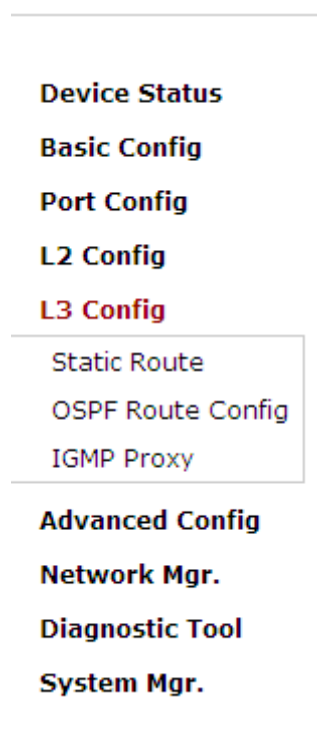 Device Status
Basic Config
Port Config
L2 Config
L3 Config
Static Route
OSPF Route Config
IGMP Proxy
Advanced Config
Network Mgr.
Diagnostic Tool
System Mgr.